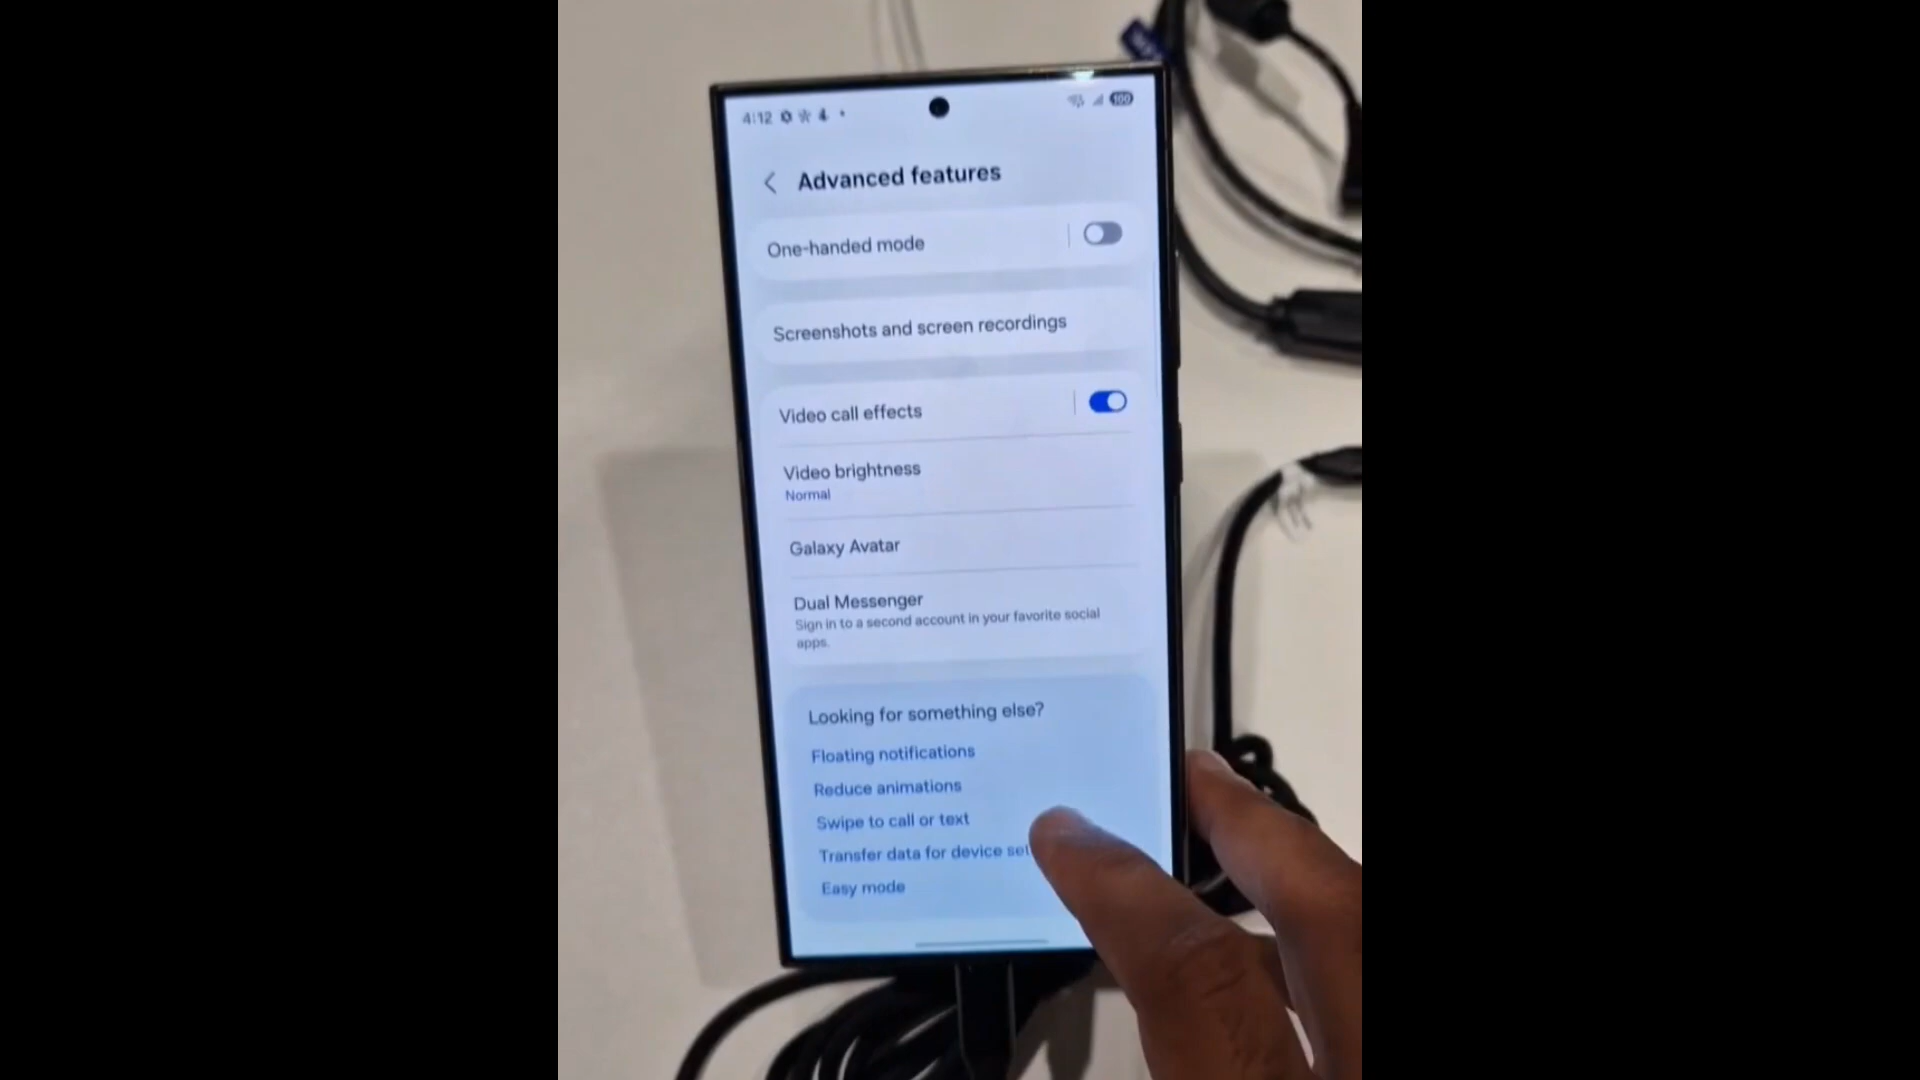 4:12
100
Advanced features
One-handed mode
Screenshots and screen recordings
Video call effects
Video brightness
Normal
Galaxy Avatar
Dual Messenger
Sign in to a second account in your favorite social
apps.
Looking for something else?
Floating notifications
Reduce animations
Swipe to call or text
Transfer data for device
Easy mode